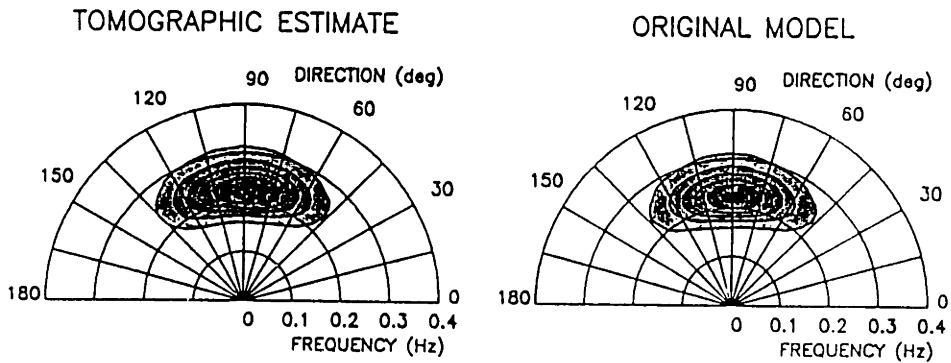 TOMOGRAPHIC ESTIMATE
90 DIRECTION (deg)
120
60
150
30
180
0
0 0.1 0.2 0.3 0.4
FREQUENCY (Hz)
ORIGINAL MODEL
90 DIRECTION (deg)
120
60
150
30
180
0
0 0.1 0.2 0.3 0.4
FREQUENCY (Hz)